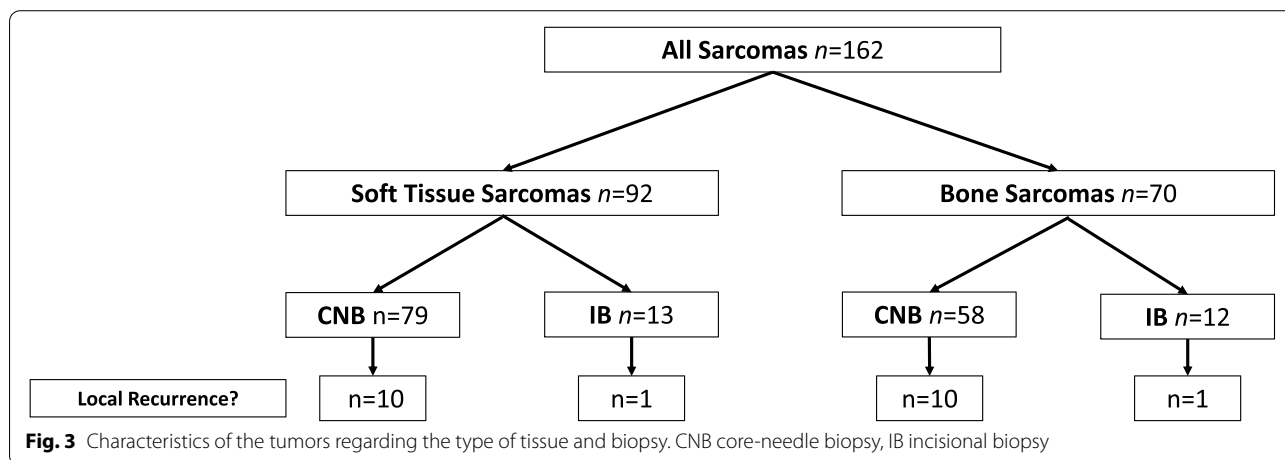 All Sarcomas n=162
Soft Tissue Sarcomas n=92
Bone Sarcomas n=70
CNB n=79
IB n=13
CNB n=58
IB n=12
Local Recurrence?
n=10
n=1
n=10
n=1
Fig. 3 Characteristics of the tumors regarding the type of tissue and biopsy. CNB core-needle biopsy, IB incisional biopsy